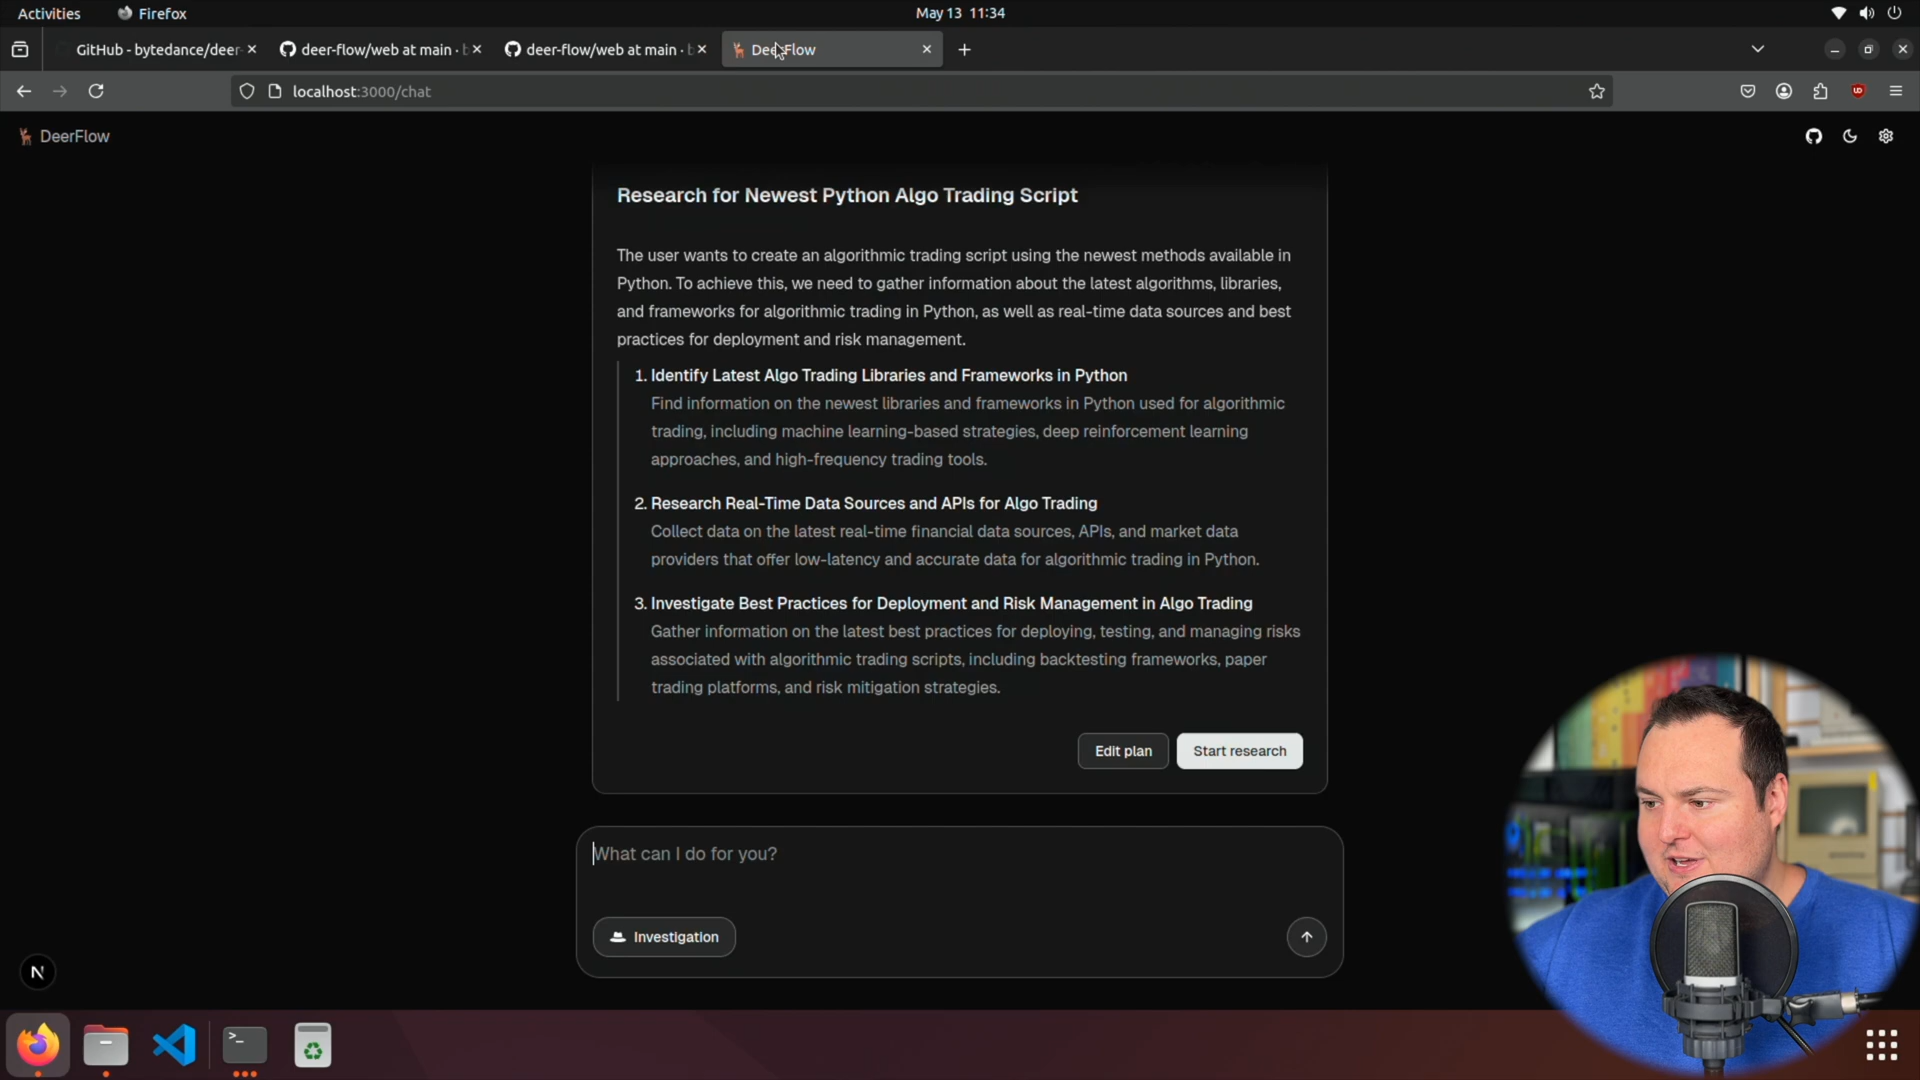 Activities
Firefox
May 13 11:34
GitHub - bytedance/deer-
deer-flow/web at main · b
deer-flow/web at main · b
DeerFlow
localhost:3000/chat
DeerFlow
Research for Newest Python Algo Trading Script
The user wants to create an algorithmic trading script using the newest methods available in
Python. To achieve this, we need to gather information about the latest algorithms, libraries,
and frameworks for algorithmic trading in Python, as well as real-time data sources and best
practices for deployment and risk management.
1. Identify Latest Algo Trading Libraries and Frameworks in Python
Find information on the newest libraries and frameworks in Python used for algorithmic
trading, including machine learning-based strategies, deep reinforcement learning
approaches, and high-frequency trading tools.
2. Research Real-Time Data Sources and APIs for Algo Trading
Collect data on the latest real-time financial data sources, APIs, and market data
providers that offer low-latency and accurate data for algorithmic trading in Python.
3. Investigate Best Practices for Deployment and Risk Management in Algo Trading
Gather information on the latest best practices for deploying, testing, and managing risks
associated with algorithmic trading scripts, including backtesting frameworks, paper
trading platforms, and risk mitigation strategies.
Edit plan
Start research
What can I do for you?
Investigation
N